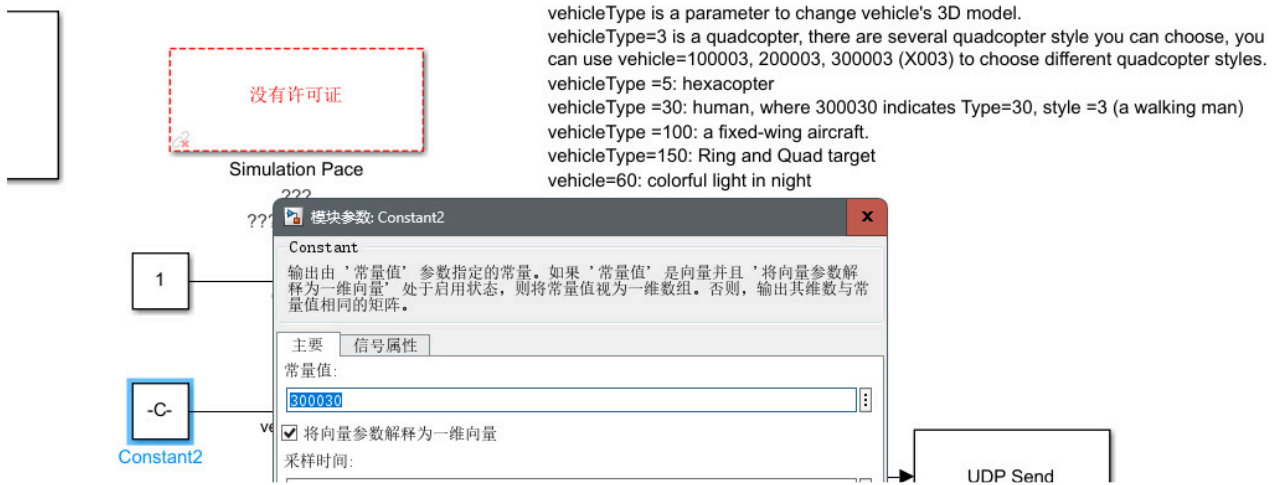 vehicleType is a parameter to change vehicle's 3D model.
vehicleType=3 is a quadcopter, there are several quadcopter style you can choose, you
can use vehicle=100003, 200003, 300003 (X003) to choose different quadcopter styles.
vehicleType =5: hexacopter
vehicleType =30: human, where 300030 indicates Type=30, style =3 (a walking man)
vehicleType =100: a fixed-wing aircraft.
vehicleType=150: Ring and Quad target
vehicle=60: colorful light in night
没有许可证
Simulation Pace
???
???
模块参数: Constant2
x
Constant
输出由 '常量值' 参数指定的常量。如果 '常量值' 是向量并且 '将向量参数解
释为一维向量' 处于启用状态，则将常量值视为一维数组。否则，输出其维数与常
量值相同的矩阵。
主要 信号属性
常量值:
300030
将向量参数解释为一维向量
采样时间:
1
-C-
Constant2
ve
UDP Send